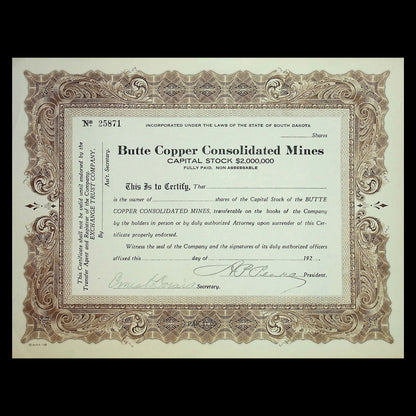 Nº 25871
INCORPORATED UNDER THE LAWS OF THE STATE OF SOUTH DAKOTA
Shares
Butte Copper Consolidated Mines
CAPITAL STOCK $2,000,000
FULLY PAID, NON ASSESSABLE
This Is to Certify, That
is the owner of shares of the Capital Stock of the BUTTE
COPPER CONSOLIDATED MINES, transferable on the books of the Company
by the holders in person or by duly authorized Attorney upon surrender of this
Certificate properly endorsed.
Witness the seal of the Company and the signatures of its duly authorized officers
affixed this day of 192
President.
Secretary.
This Certificate shall not be valid until endorsed by the
Transfer Agent and Registrar of the Company.
EXCHANGE TRUST COMPANY,
By Ass't. Secretary.